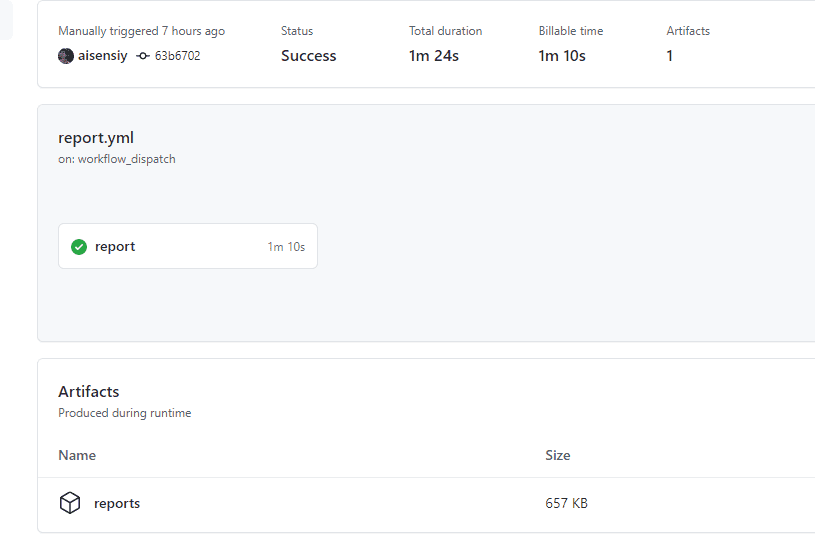 Manually triggered 7 hours ago Status Total duration Billable time Artifacts
aisensiy 63b6702 Success 1m 24s 1m 10s 1
report.yml
on: workflow_dispatch
report 1m 10s
Artifacts
Produced during runtime
Name Size
reports 657 KB